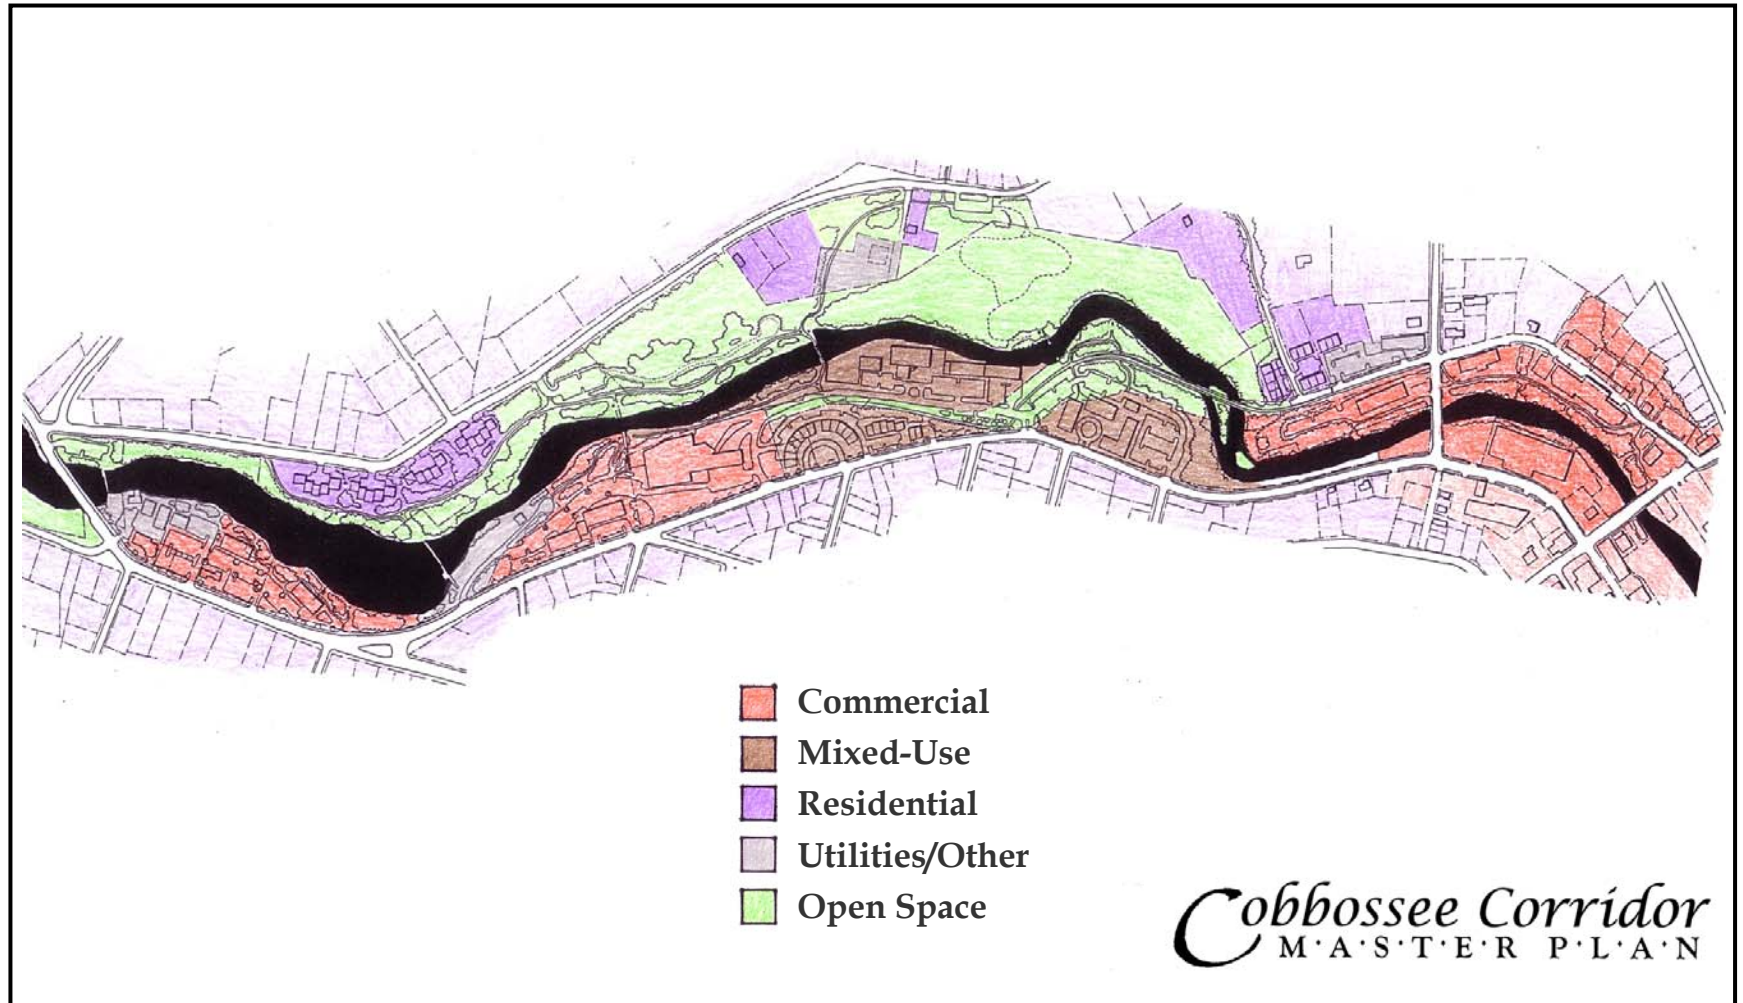 Commercial
Mixed-Use
Residential
Utilities/Other
Open Space
Cobbossee Corridor
M·A·S·T·E·R P·L·A·N